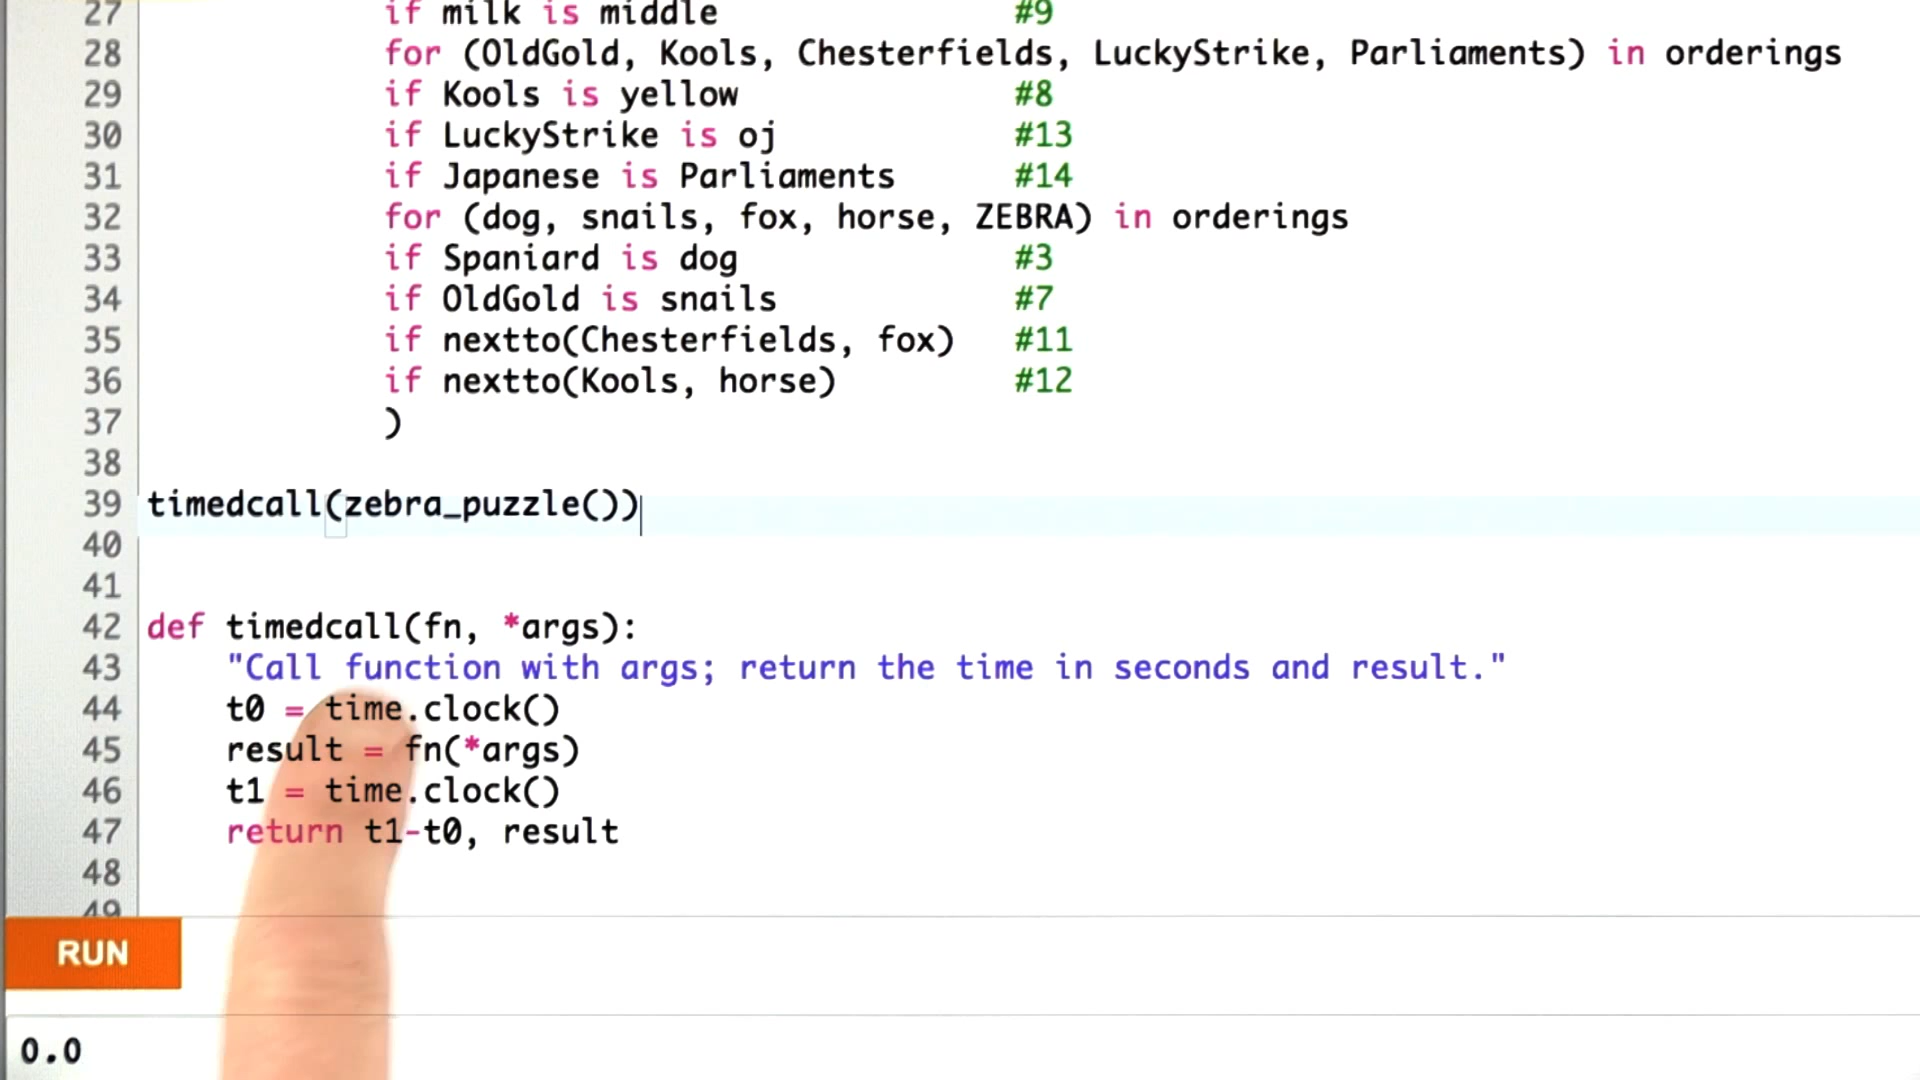 27 if milk is middle #9
28 for (OldGold, Kools, Chesterfields, LuckyStrike, Parliaments) in orderings
29 if Kools is yellow #8
30 if LuckyStrike is oj #13
31 if Japanese is Parliaments #14
32 for (dog, snails, fox, horse, ZEBRA) in orderings
33 if Spaniard is dog #3
34 if OldGold is snails #7
35 if nextto(Chesterfields, fox) #11
36 if nextto(Kools, horse) #12
37 )
38
39 timedcall(zebra_puzzle())
40
41
42 def timedcall(fn, *args):
43 "Call function with args; return the time in seconds and result."
44 t0 = time.clock()
45 result = fn(*args)
46 t1 = time.clock()
47 return t1-t0, result
48
49
RUN
0.0